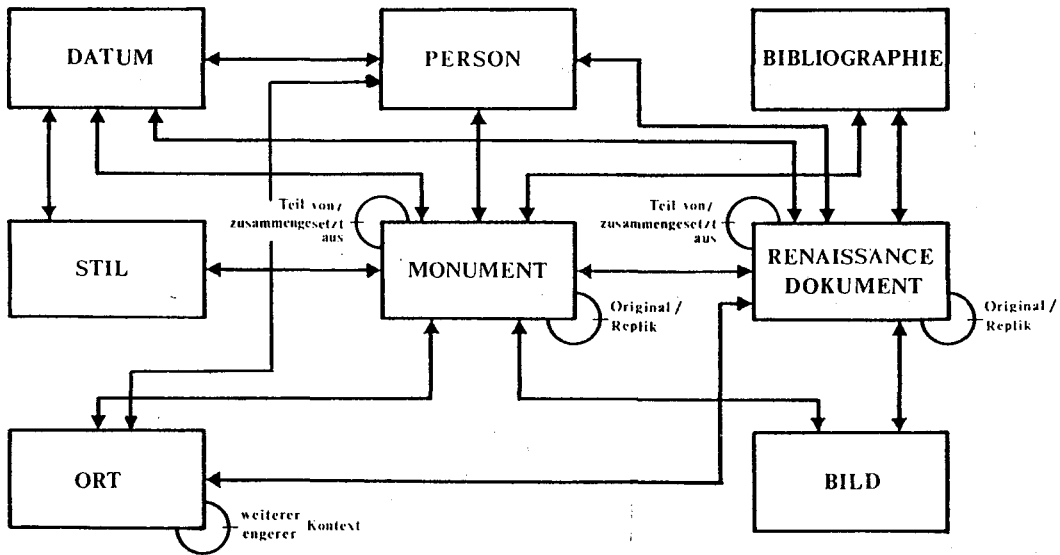 DATUM
PERSON
BIBLIOGRAPHIE
Teil von/
zusammengesetzt
aus
Teil von/
zusammengesetzt
aus
STIL
MONUMENT
RENAISSANCE
DOKUMENT
Original/
Replik
Original/
Replik
ORT
BILD
weiterer
engerer Kontext